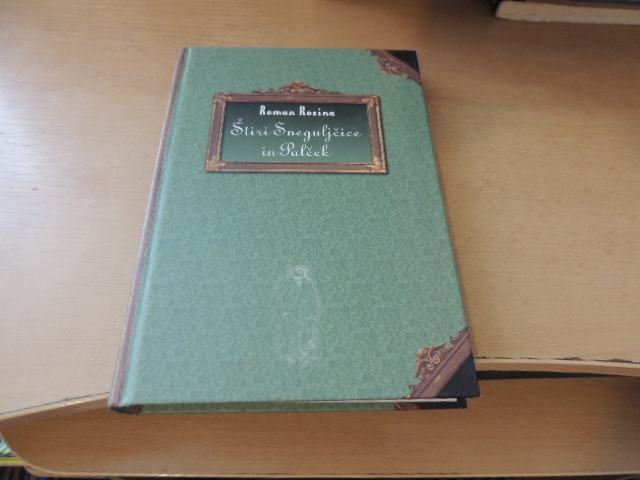 Roman Rozina
Štiri Sneguljčice
in Palček